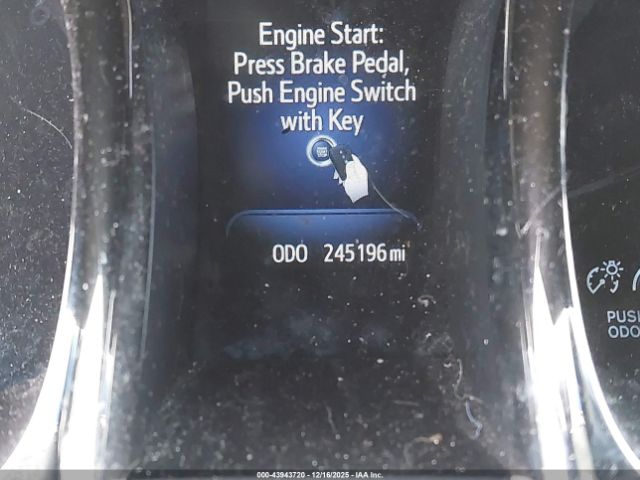 Engine Start:
Press Brake Pedal,
Push Engine Switch
with Key
ODO 245196 mi
PUSH
ODO
000-43943720 - 12/16/2025 - IAA Inc.